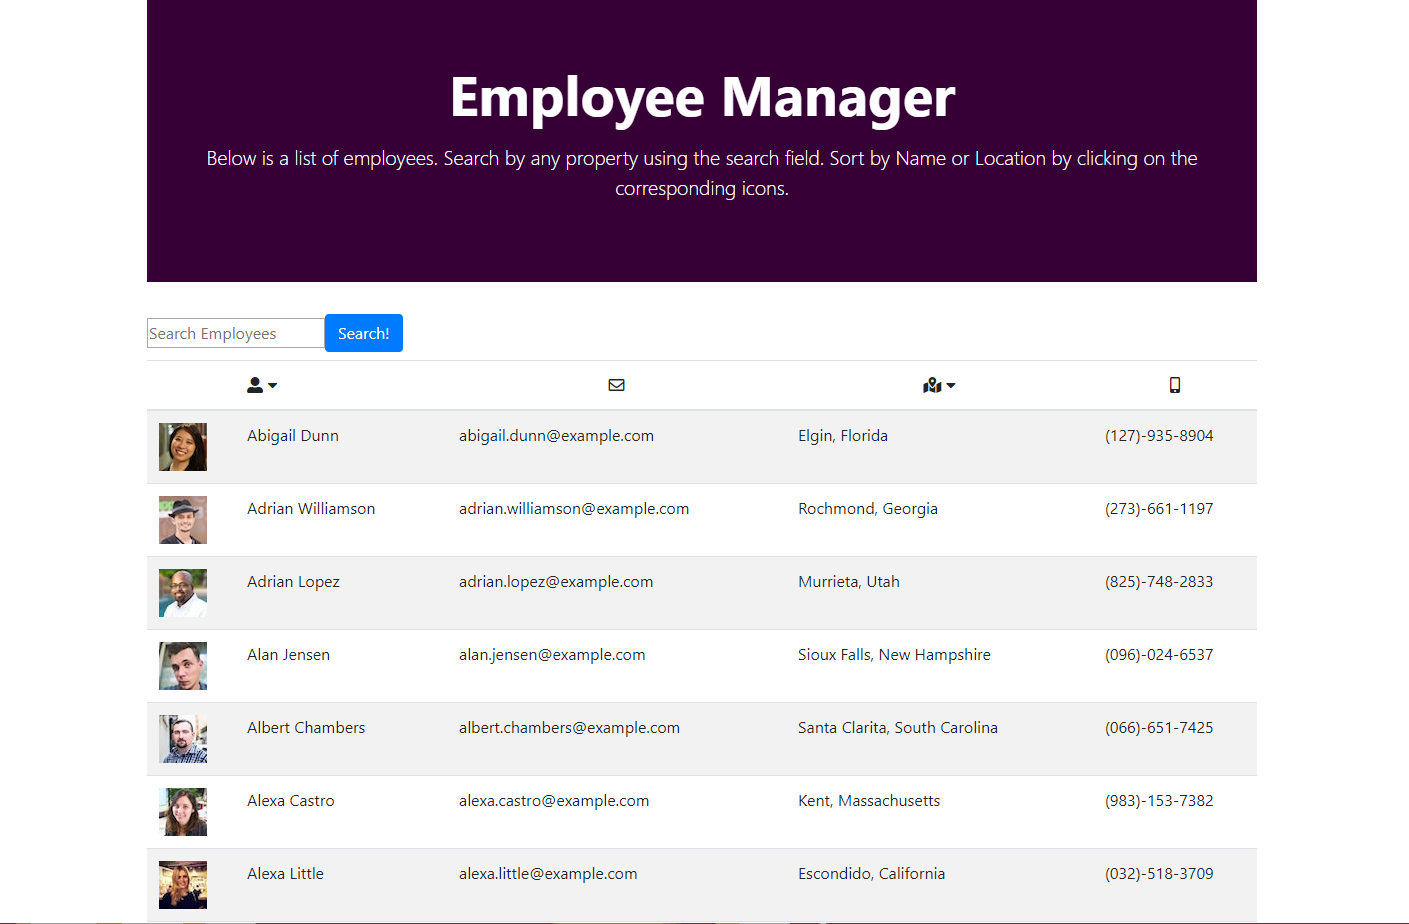 Employee Manager
Below is a list of employees. Search by any property using the search field. Sort by Name or Location by clicking on the
corresponding icons.
Search Employees Search!
Abigail Dunn abigail.dunn@example.com Elgin, Florida (127)-935-8904
Adrian Williamson adrian.williamson@example.com Rochmond, Georgia (273)-661-1197
Adrian Lopez adrian.lopez@example.com Murrieta, Utah (825)-748-2833
Alan Jensen alan.jensen@example.com Sioux Falls, New Hampshire (096)-024-6537
Albert Chambers albert.chambers@example.com Santa Clarita, South Carolina (066)-651-7425
Alexa Castro alexa.castro@example.com Kent, Massachusetts (983)-153-7382
Alexa Little alexa.little@example.com Escondido, California (032)-518-3709